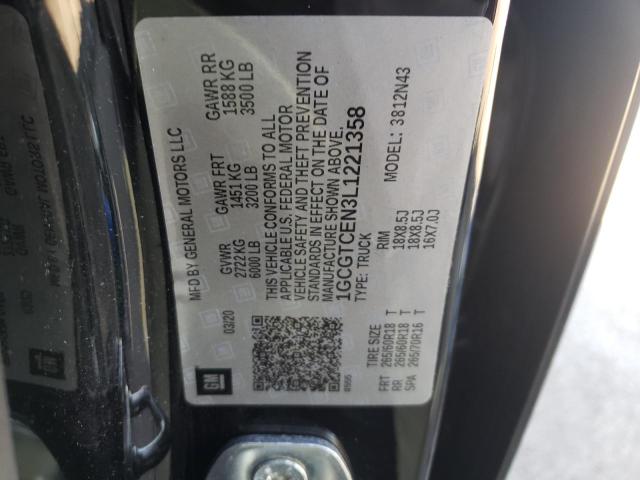 MFD BY GENERAL MOTORS LLC
03/20
GVWR GAWR FRT GAWR RR
2722 KG 1451 KG 1588 KG
6000 LB 3200 LB 3500 LB
THIS VEHICLE CONFORMS TO ALL
APPLICABLE U.S. FEDERAL MOTOR
VEHICLE SAFETY AND THEFT PREVENTION
STANDARDS IN EFFECT ON THE DATE OF
MANUFACTURE SHOWN ABOVE.
1GCGTCEN3L1221358
TYPE: TRUCK MODEL: 3812N43
TIRE SIZE RIM
FRT 265/60R18 T 18X8.5J
RR 265/60R18 T 18X8.5J
SPA 265/70R16 T 16X7.0J
GM